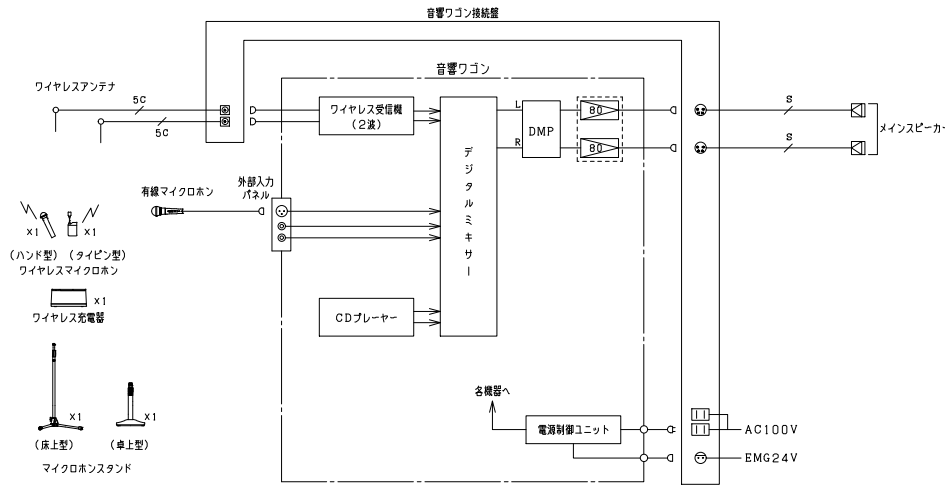 音響ワゴン接続盤
音響ワゴン
ワイヤレスアンテナ
5C
5C
ワイヤレス受信機
(2波)
デジタルミキサー
L
R
DMP
80
80
S
S
メインスピーカ
有線マイクロホン
外部入力
パネル
x1
x1
(ハンド型)
(タイピン型)
ワイヤレスマイクロホン
x1
ワイヤレス充電器
CDプレーヤー
x1
x1
(床上型)
(卓上型)
マイクロホンスタンド
各機器へ
電源制御ユニット
AC100V
EMG24V